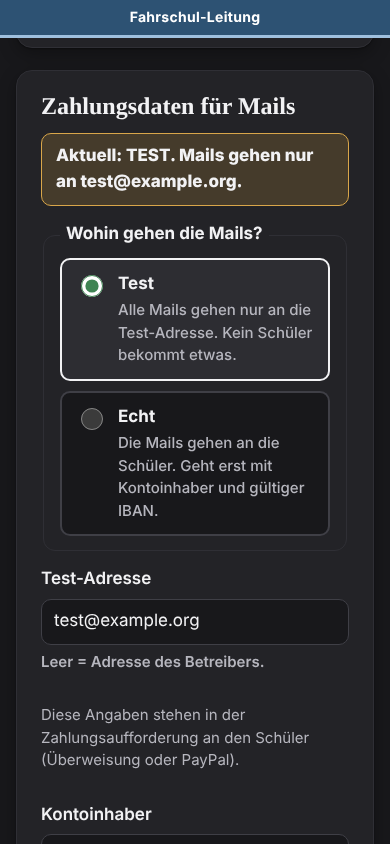 Fahrschul-Leitung
Zahlungsdaten für Mails
Aktuell: TEST. Mails gehen nur
an test@example.org.
Wohin gehen die Mails?
Test
Alle Mails gehen nur an die
Test-Adresse. Kein Schüler
bekommt etwas.
Echt
Die Mails gehen an die
Schüler. Geht erst mit
Kontoinhaber und gültiger
IBAN.
Test-Adresse
test@example.org
Leer = Adresse des Betreibers.
Diese Angaben stehen in der
Zahlungsaufforderung an den Schüler
(Überweisung oder PayPal).
Kontoinhaber